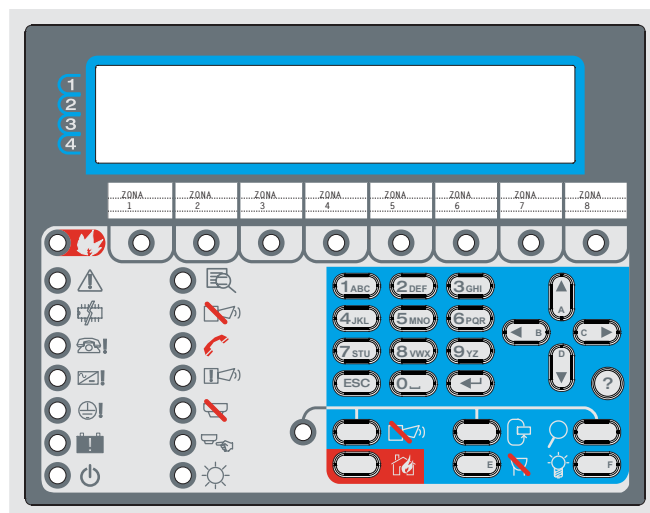 1
2
3
4
ZONA ZONA ZONA ZONA ZONA ZONA ZONA ZONA
1 2 3 4 5 6 7 8
1ABC 2DEF 3GHI
A
4JKL 5MNO 6PQR
B C
7STU 8VWX 9YZ
D
ESC 0 ?
E F